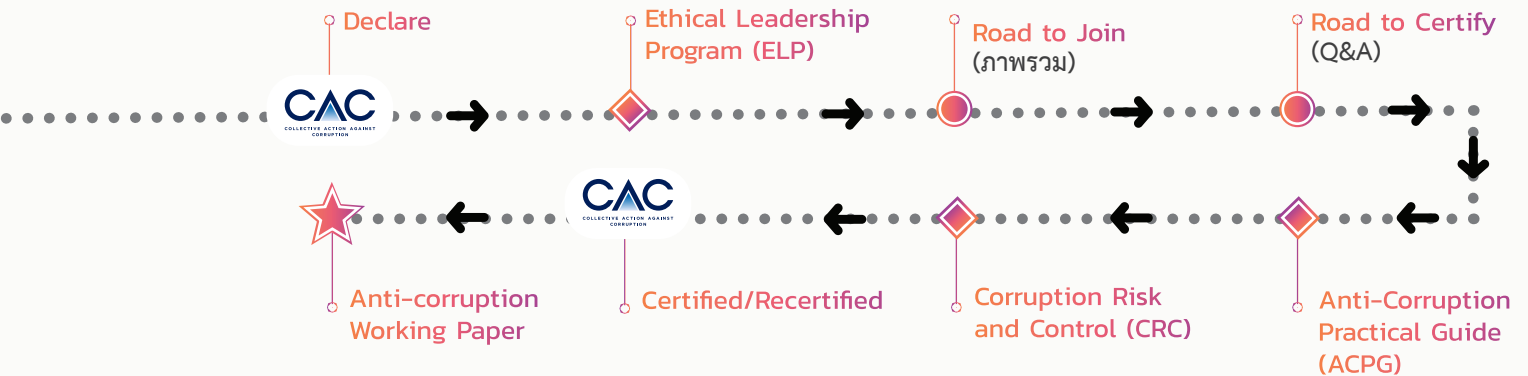 Declare
CAC
COLLECTIVE ACTION AGAINST
CORRUPTION
Ethical Leadership
Program (ELP)
Road to Join
(ภาพรวม)
Road to Certify
(Q&A)
Anti-Corruption
Practical Guide
(ACPG)
Corruption Risk
and Control (CRC)
CAC
COLLECTIVE ACTION AGAINST
CORRUPTION
Certified/Recertified
Anti-corruption
Working Paper